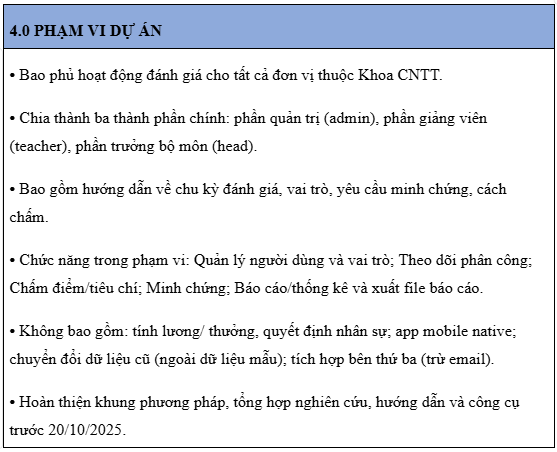 4.0 PHẠM VI DỰ ÁN
• Bao phủ hoạt động đánh giá cho tất cả đơn vị thuộc Khoa CNTT.
• Chia thành ba thành phần chính: phần quản trị (admin), phần giảng viên
(teacher), phần trưởng bộ môn (head).
• Bao gồm hướng dẫn về chu kỳ đánh giá, vai trò, yêu cầu minh chứng, cách
chấm.
• Chức năng trong phạm vi: Quản lý người dùng và vai trò; Theo dõi phân công;
Chấm điểm/tiêu chí; Minh chứng; Báo cáo/thống kê và xuất file báo cáo.
• Không bao gồm: tính lương/ thưởng, quyết định nhân sự; app mobile native;
chuyển đổi dữ liệu cũ (ngoài dữ liệu mẫu); tích hợp bên thứ ba (trừ email).
• Hoàn thiện khung phương pháp, tổng hợp nghiên cứu, hướng dẫn và công cụ
trước 20/10/2025.